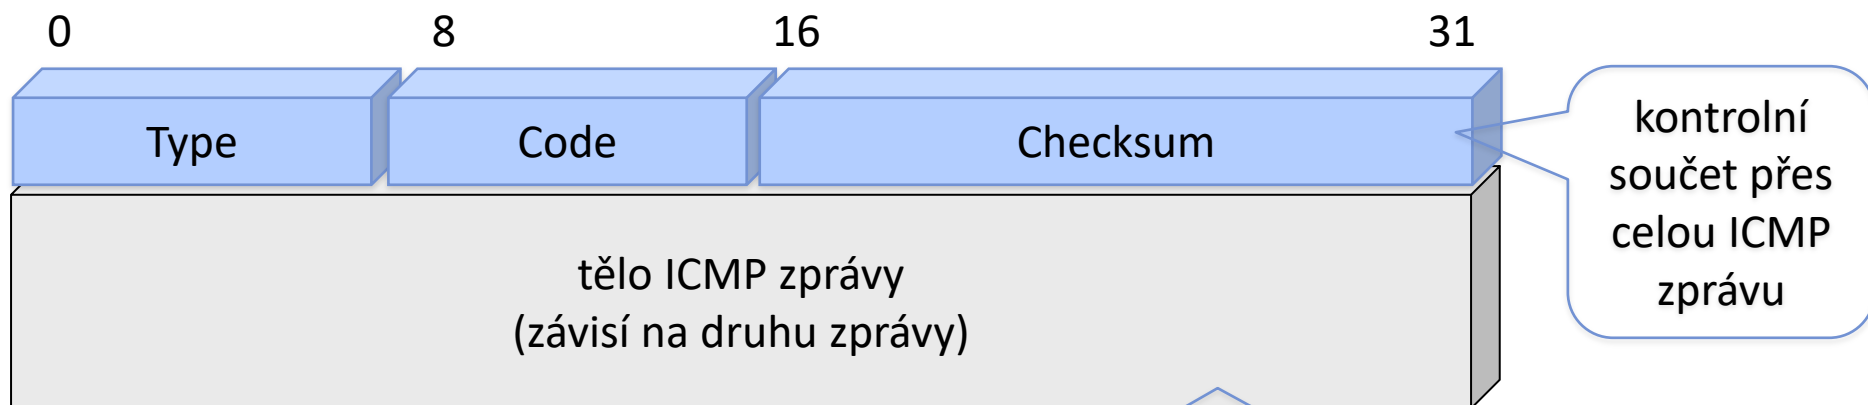 0 8 16 31
Type Code Checksum
kontrolní
součet přes
celou ICMP
zprávu
tělo ICMP zprávy
(závisí na druhu zprávy)